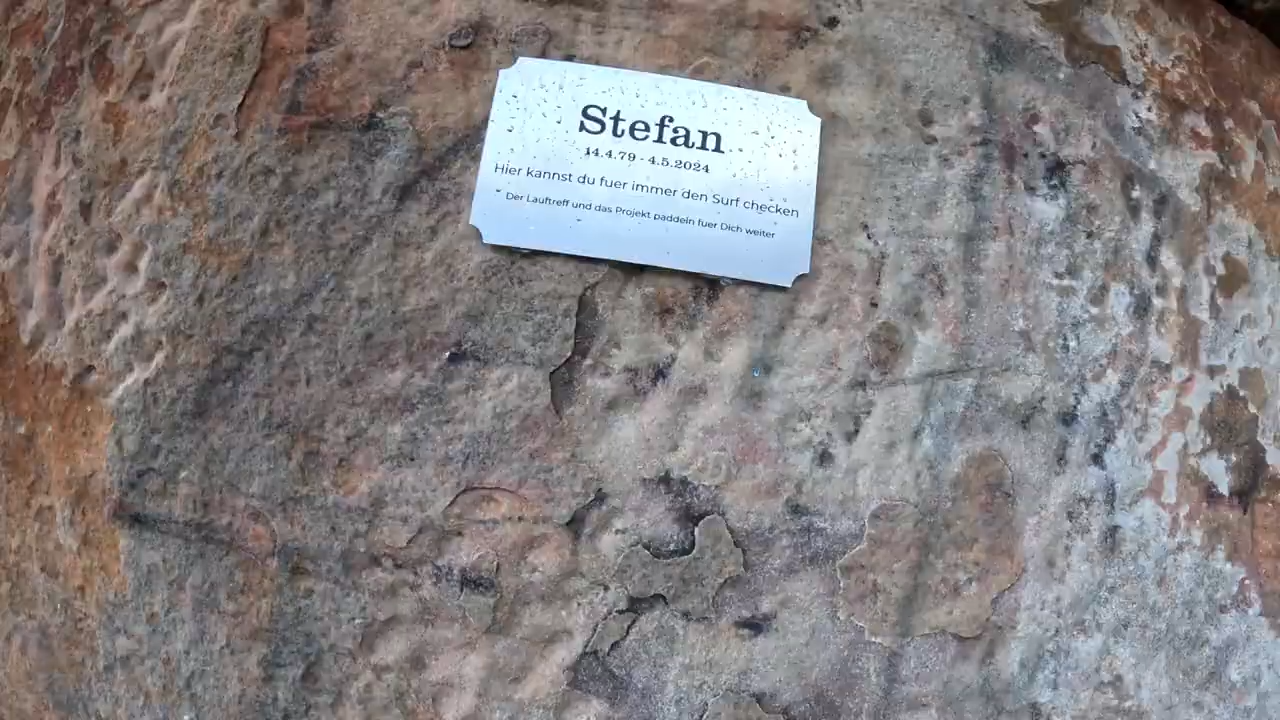 Stefan
14.4.79 - 4.5.2024
Hier kannst du fuer immer den Surf checken
Der Lauftreff und das Projekt paddeln fuer Dich weiter